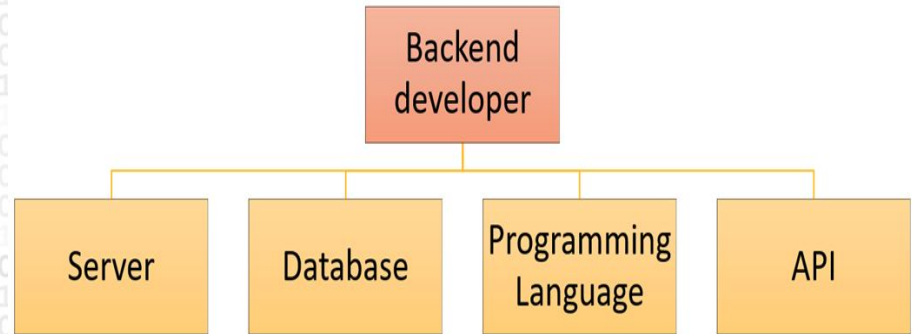 Backend
developer
Server
Database
Programming
Language
API